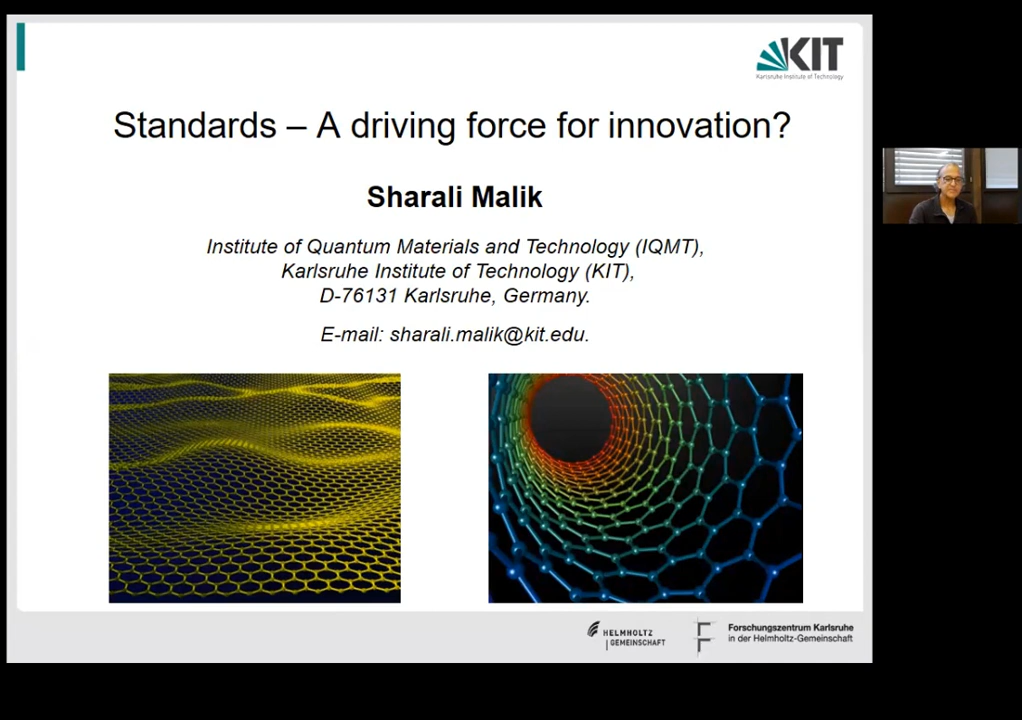 KIT
Karlsruhe Institute of Technology
Standards – A driving force for innovation?
Sharali Malik
Institute of Quantum Materials and Technology (IQMT),
Karlsruhe Institute of Technology (KIT),
D-76131 Karlsruhe, Germany.
E-mail: sharali.malik@kit.edu.
HELMHOLTZ
GEMEINSCHAFT
Forschungszentrum Karlsruhe
in der Helmholtz-Gemeinschaft